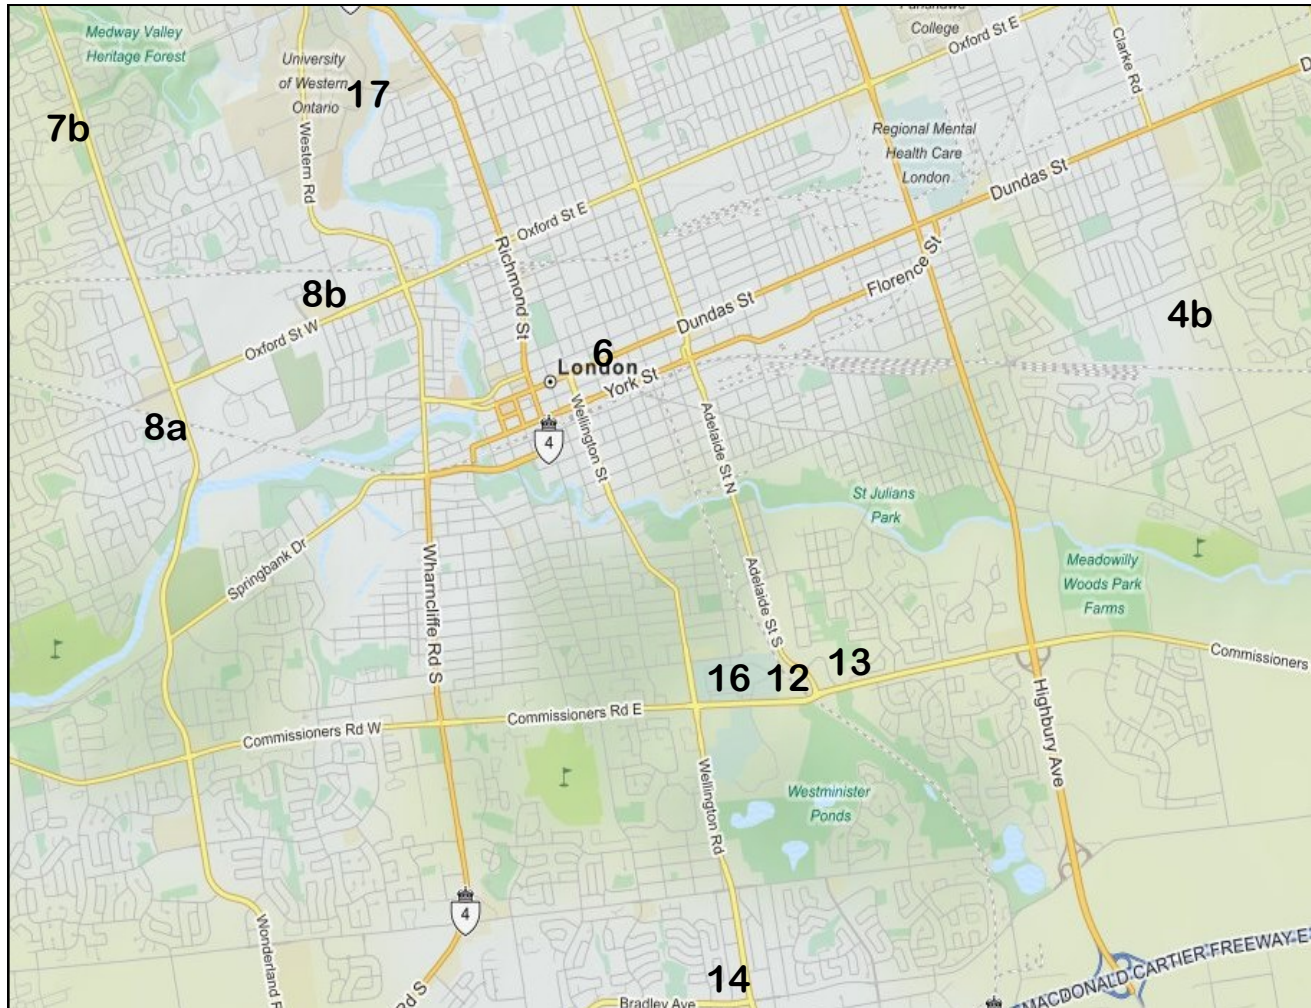 Medway Valley
Heritage Forest
University
of Western
Ontario
17
7b
Western Rd
College
Oxford St E
Clarke Rd
Regional Mental
Health Care
London
Dundas St
Richmond St
Oxford St E
8b
Oxford St W
Florence St
Dundas St
4b
6
London
York St
8a
4
Wellington St
Adelaide St N
St Julians
Park
Springbank Dr
Wharncliffe Rd S
Adelaide St S
Meadowlily
Woods Park
Farms
16
12
13
Commissioners
Commissioners Rd E
Commissioners Rd W
Highbury Ave
Wellington Rd
Westminister
Ponds
4
Wonderland
Rd S
14
Bradley Ave
MACDONALD CARTIER FREEWAY E